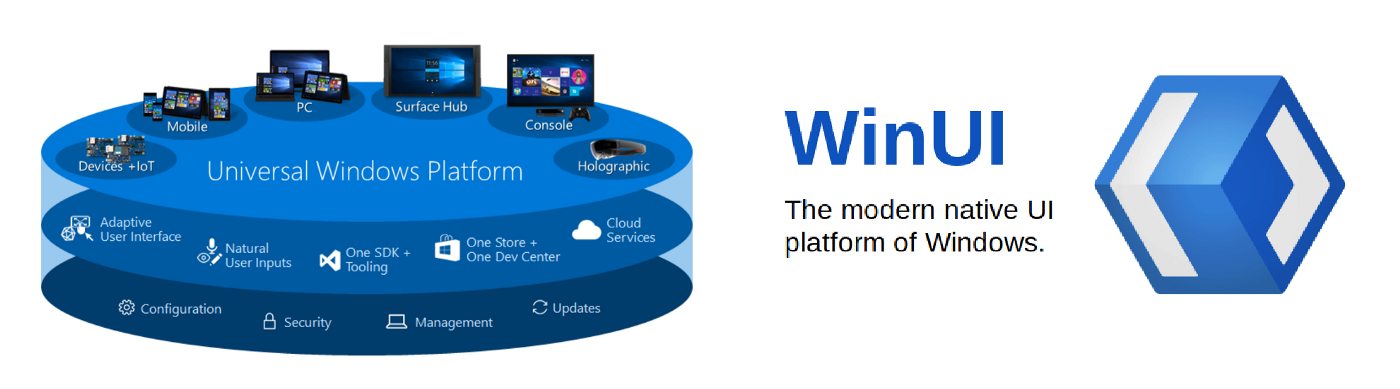 Devices +IoT
Mobile
PC
Surface Hub
Console
Holographic
Universal Windows Platform
Adaptive
User Interface
Natural
User Inputs
One SDK +
Tooling
One Store +
One Dev Center
Cloud
Services
Configuration
Security
Management
Updates
WinUI
The modern native UI
platform of Windows.